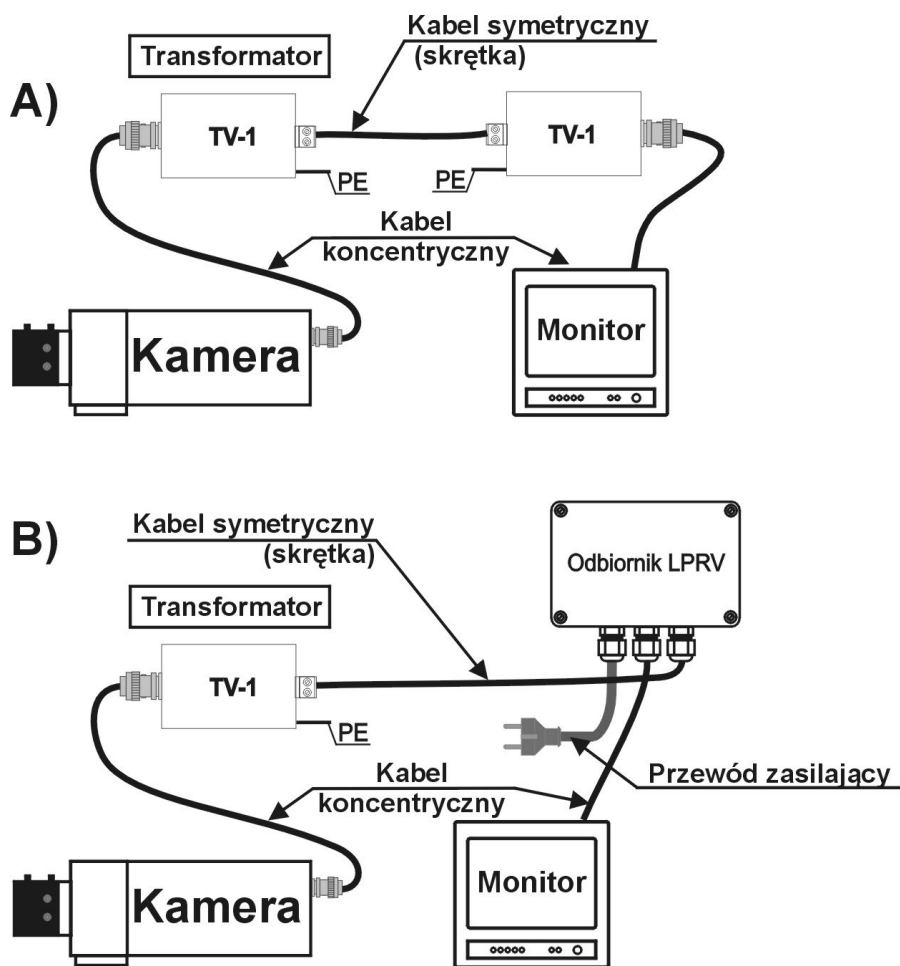 Kabel symetryczny
(skrętka)
Transformator
A)
TV-1
TV-1
PE
PE
Kabel
koncentryczny
Kamera
Monitor
B)
Kabel symetryczny
(skrętka)
Odbiornik LPRV
Transformator
TV-1
PE
Kabel
koncentryczny
Przewód zasilający
Kamera
Monitor